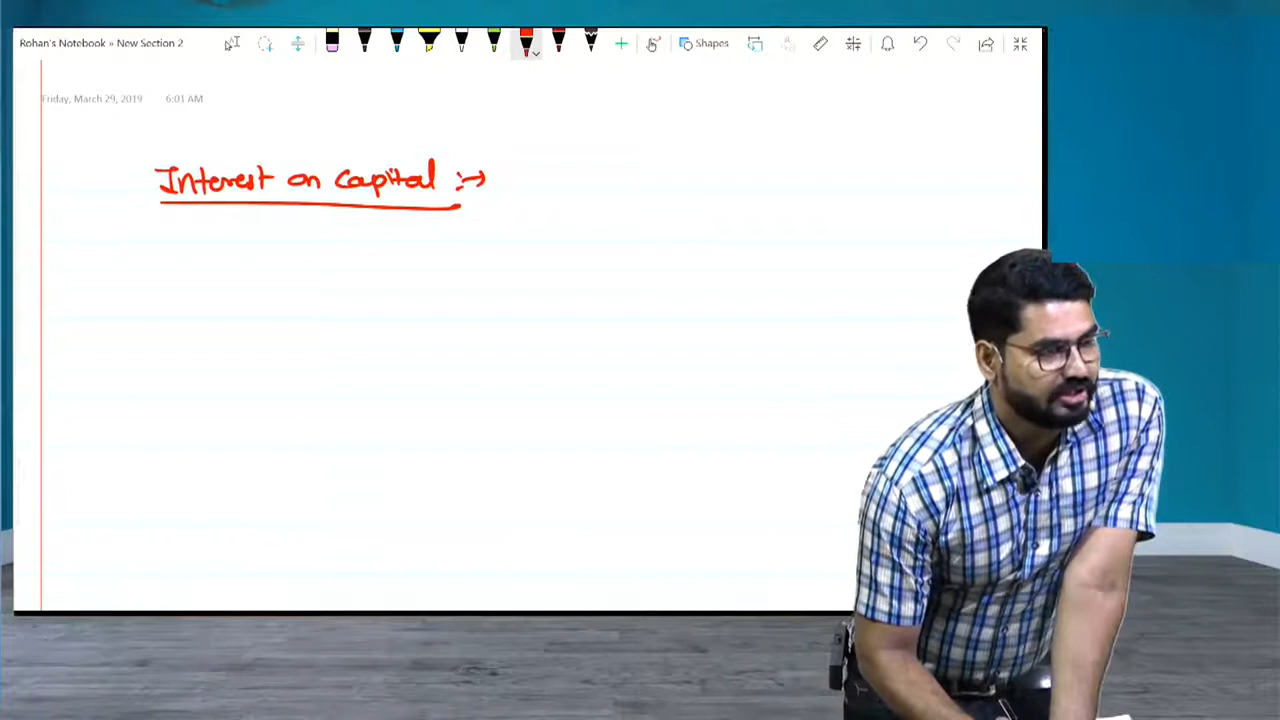 Rohan's Notebook » New Section 2
Shapes
Friday, March 29, 2019 6:01 AM
Interest on Capital :→